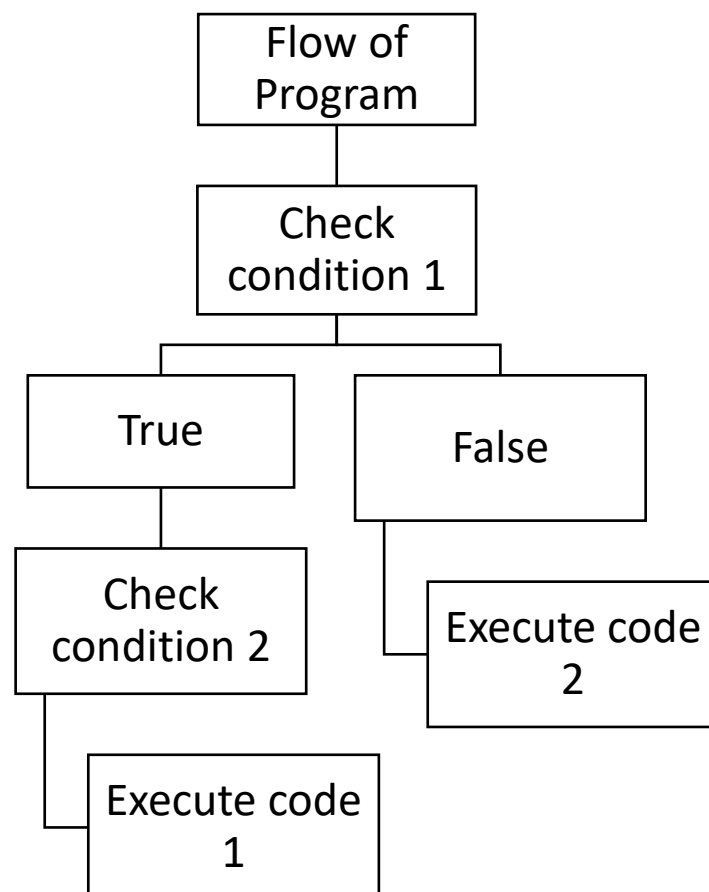 Flow of
Program
Check
condition 1
True
False
Check
condition 2
Execute code
2
Execute code
1